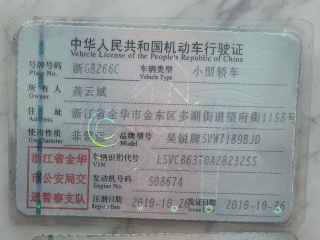 中华人民共和国机动车行驶证
Vehicle License of the People's Republic of China
号牌号码 Plate No. 浙G8266C 车辆类型 Vehicle Type 小型轿车
所有人 Owner 龚云斌
住址 Address 浙江省金华市金东区多湖街道望府街1158号
使用性质 Use Character 非 品牌型号 Model 昊锐牌SVW7189BJD
浙江省金华 车辆识别代号 VIN LSVCB63T0A2823255
市公安局交 发动机号码 Engine No. S08674
通警察支队 注册日期 Register Date 2010-10-26 发证日期 Issue Date 2010-10-26